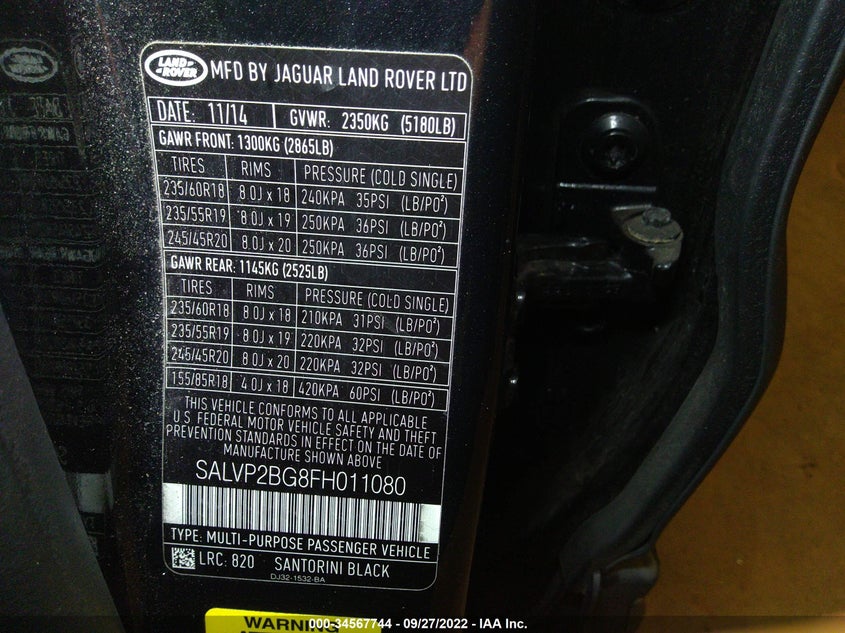 LAND ROVER
MFD BY JAGUAR LAND ROVER LTD
DATE: 11/14 GVWR: 2350KG (5180LB)
GAWR FRONT: 1300KG (2865LB)
TIRES RIMS PRESSURE (COLD SINGLE)
235/60R18 8.0J x 18 240KPA 35PSI (LB/PO²)
235/55R19 8.0J x 19 250KPA 36PSI (LB/PO²)
245/45R20 8.0J x 20 250KPA 36PSI (LB/PO²)
GAWR REAR: 1145KG (2525LB)
TIRES RIMS PRESSURE (COLD SINGLE)
235/60R18 8.0J x 18 210KPA 31PSI (LB/PO²)
235/55R19 8.0J x 19 220KPA 32PSI (LB/PO²)
245/45R20 8.0J x 20 220KPA 32PSI (LB/PO²)
155/85R18 4.0J x 18 420KPA 60PSI (LB/PO²)
THIS VEHICLE CONFORMS TO ALL APPLICABLE
U.S. FEDERAL MOTOR VEHICLE SAFETY AND THEFT
PREVENTION STANDARDS IN EFFECT ON THE DATE OF
MANUFACTURE SHOWN ABOVE
SALVP2BG8FH011080
TYPE: MULTI-PURPOSE PASSENGER VEHICLE
LRC: 820 SANTORINI BLACK
DJ32-1532-BA
WARNING
000-34567744 - 09/27/2022 - IAA Inc.